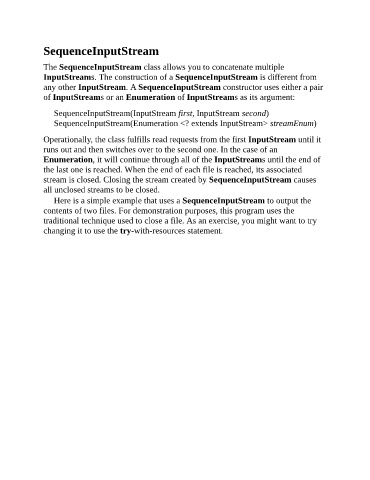 SequenceInputStream
The SequenceInputStream class allows you to concatenate multiple
InputStreams. The construction of a SequenceInputStream is different from
any other InputStream. A SequenceInputStream constructor uses either a pair
of InputStreams or an Enumeration of InputStreams as its argument:
SequenceInputStream(InputStream first, InputStream second)
SequenceInputStream(Enumeration <? extends InputStream> streamEnum)
Operationally, the class fulfills read requests from the first InputStream until it
runs out and then switches over to the second one. In the case of an
Enumeration, it will continue through all of the InputStreams until the end of
the last one is reached. When the end of each file is reached, its associated
stream is closed. Closing the stream created by SequenceInputStream causes
all unclosed streams to be closed.
Here is a simple example that uses a SequenceInputStream to output the
contents of two files. For demonstration purposes, this program uses the
traditional technique used to close a file. As an exercise, you might want to try
changing it to use the try-with-resources statement.